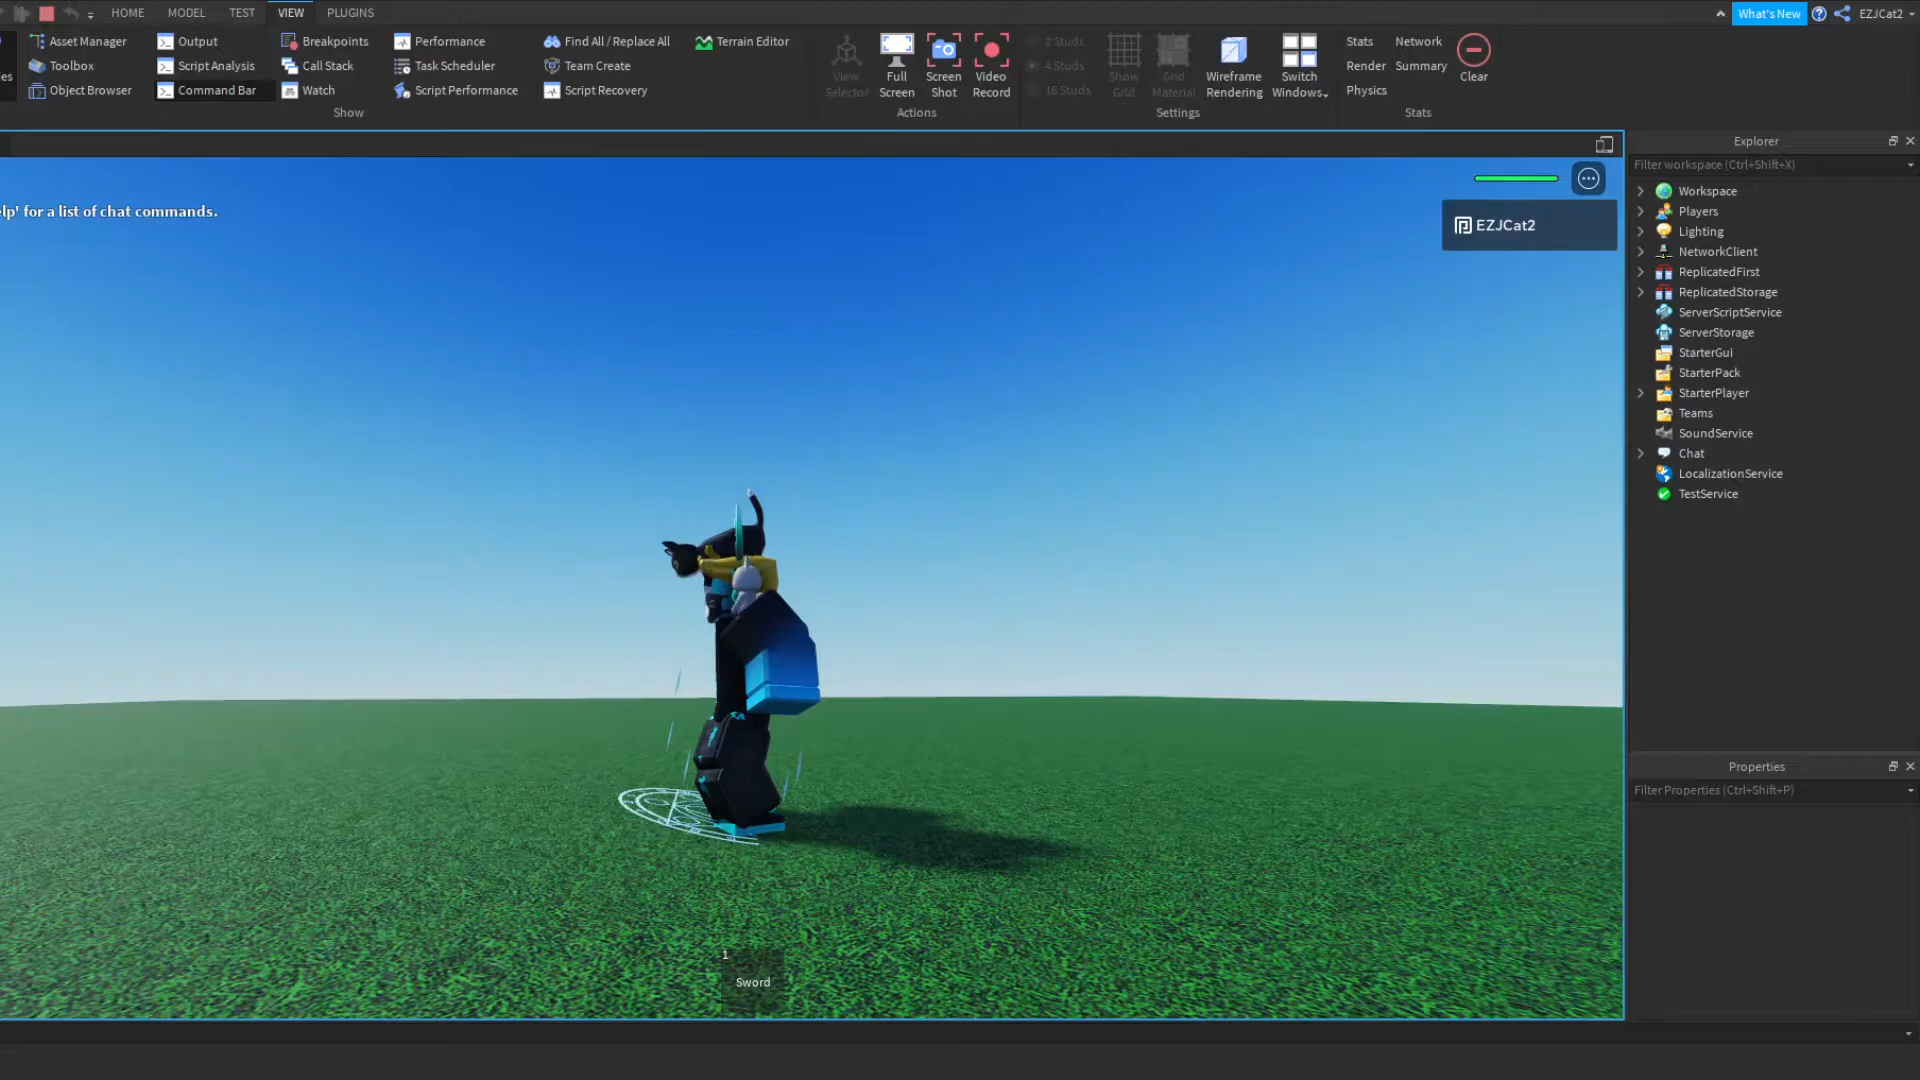 HOME MODEL TEST VIEW PLUGINS
What's New EZJCat2
Asset Manager Output Breakpoints Performance Find All / Replace All Terrain Editor
Toolbox Script Analysis Call Stack Task Scheduler Team Create
Object Browser Command Bar Watch Script Performance Script Recovery
Show
View Selector
Full Screen
Screen Shot
Video Record
Actions
2 Studs
4 Studs
16 Studs
Show Grid
Grid Material
Wireframe Rendering
Switch Windows
Settings
Stats Network
Render Summary
Physics
Clear
Stats
es
elp' for a list of chat commands.
EZJCat2
1
Sword
Explorer
Filter workspace (Ctrl+Shift+X)
Workspace
Players
Lighting
NetworkClient
ReplicatedFirst
ReplicatedStorage
ServerScriptService
ServerStorage
StarterGui
StarterPack
StarterPlayer
Teams
SoundService
Chat
LocalizationService
TestService
Properties
Filter Properties (Ctrl+Shift+P)